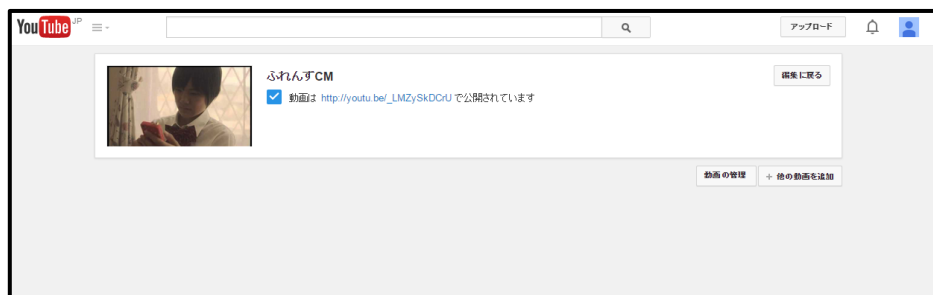 YouTube JP
アップロード
ふれんずCM
編集に戻る
動画は http://youtu.be/_LMZySkDCrU で公開されています
動画の管理
+ 他の動画を追加